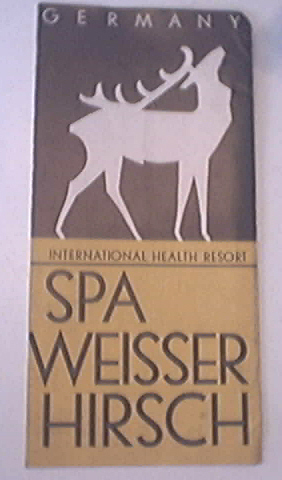 GERMANY
INTERNATIONAL HEALTH RESORT
SPA
WEISSER
HIRSCH